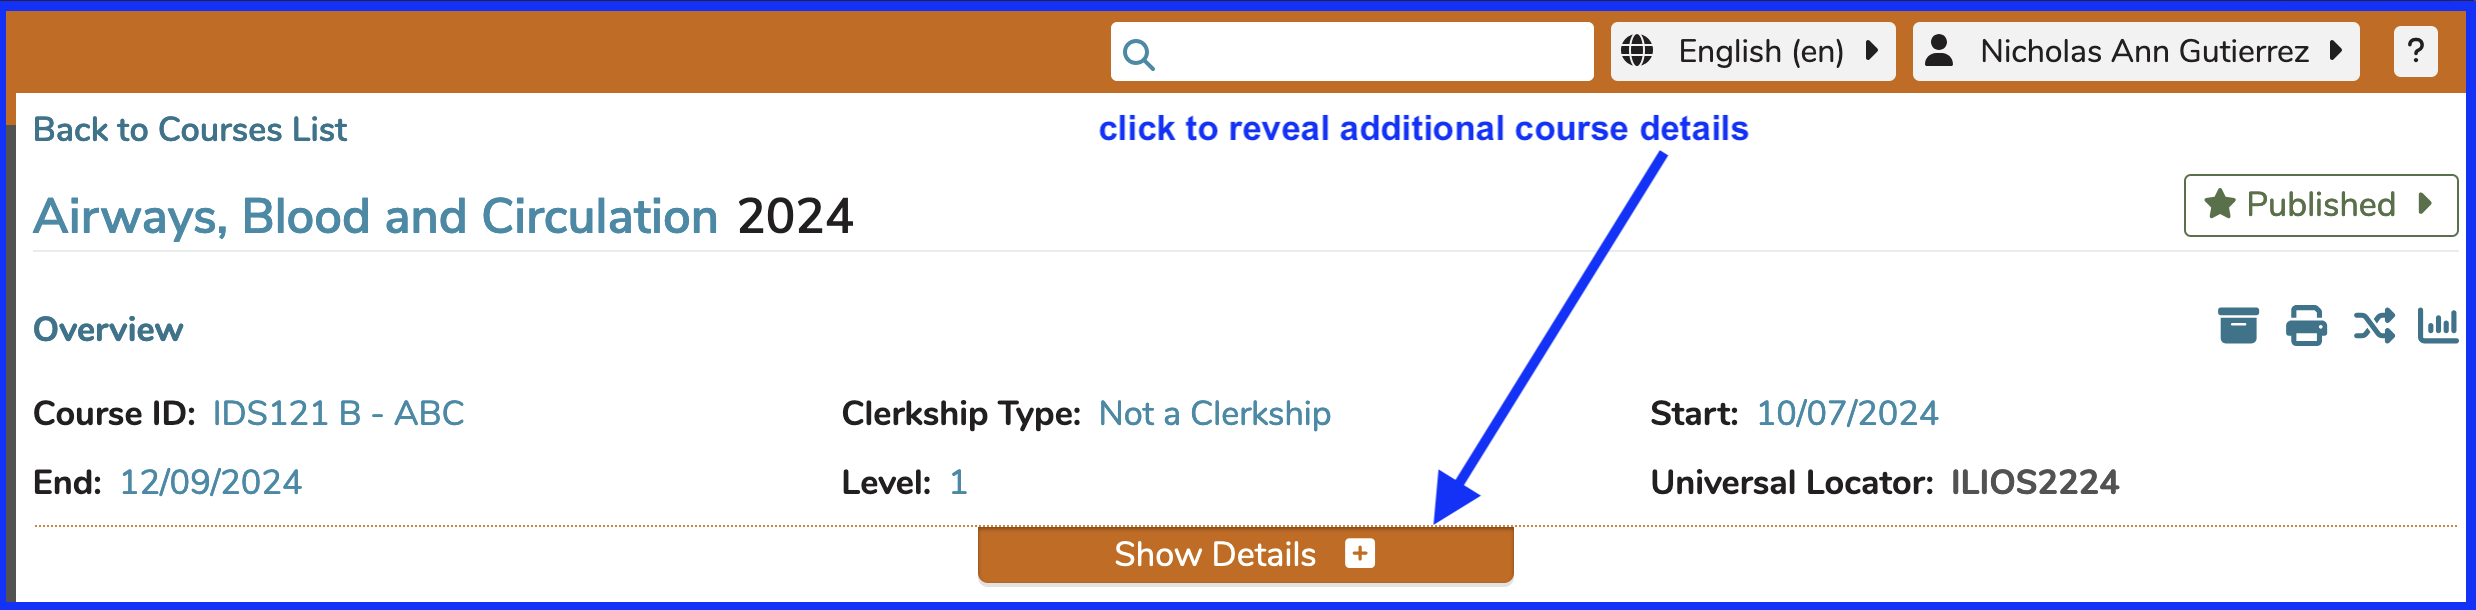 English (en)
Nicholas Ann Gutierrez
?
Back to Courses List
click to reveal additional course details
Airways, Blood and Circulation 2024
Published
Overview
Course ID: IDS121 B - ABC
Clerkship Type: Not a Clerkship
Start: 10/07/2024
End: 12/09/2024
Level: 1
Universal Locator: ILIOS2224
Show Details